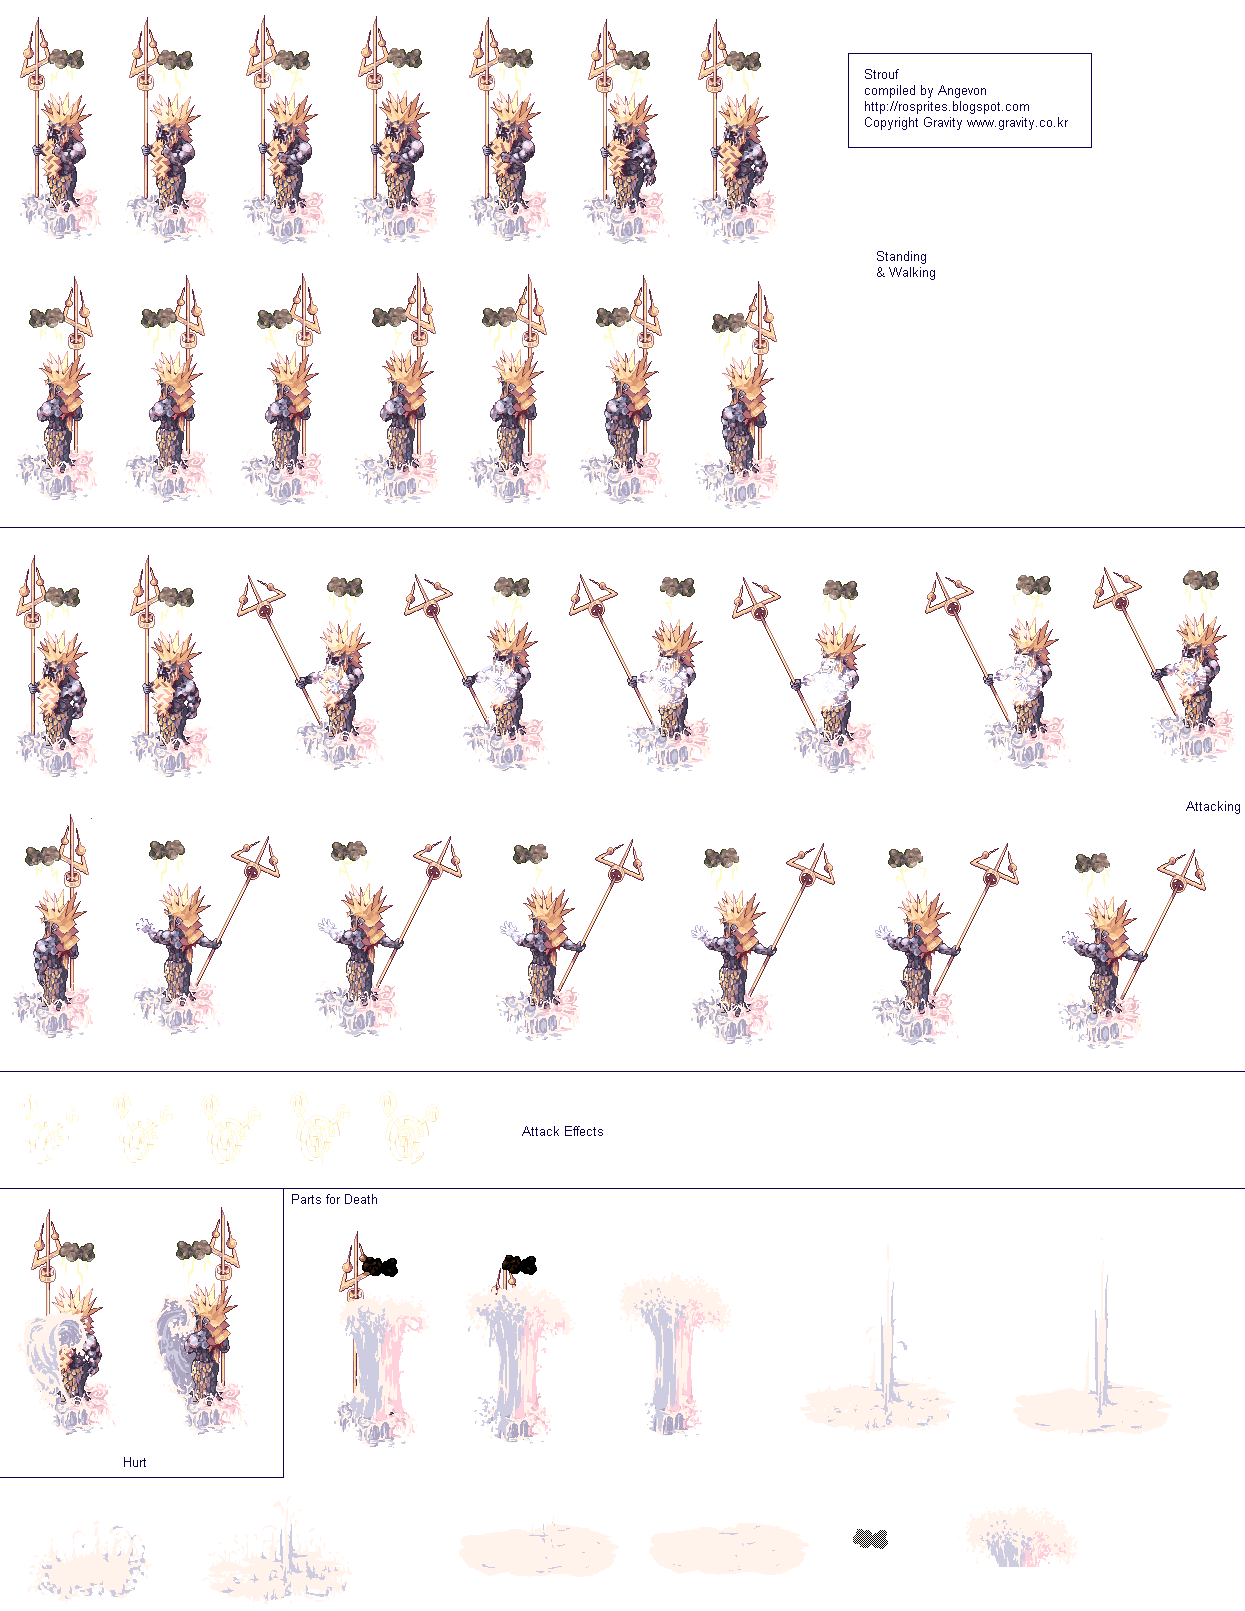 Strouf
compiled by Angevon
http://rosprites.blogspot.com
Copyright Gravity www.gravity.co.kr
Standing
& Walking
Attacking
Attack Effects
Parts for Death
Hurt